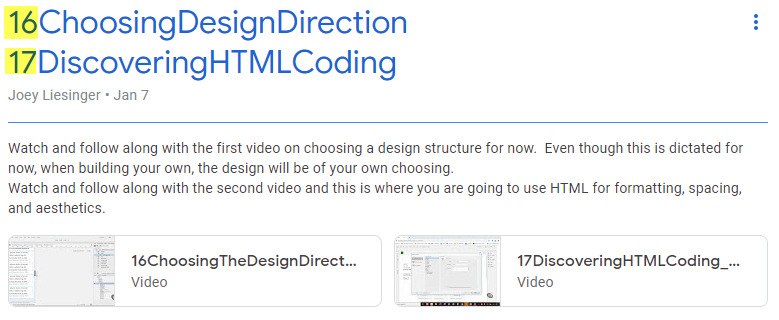 16ChoosingDesignDirection
17DiscoveringHTMLCoding
Joey Liesinger • Jan 7
Watch and follow along with the first video on choosing a design structure for now.  Even though this is dictated for
now, when building your own, the design will be of your own choosing.
Watch and follow along with the second video and this is where you are going to use HTML for formatting, spacing,
and aesthetics.
16ChoosingTheDesignDirect...
Video
17DiscoveringHTMLCoding_...
Video